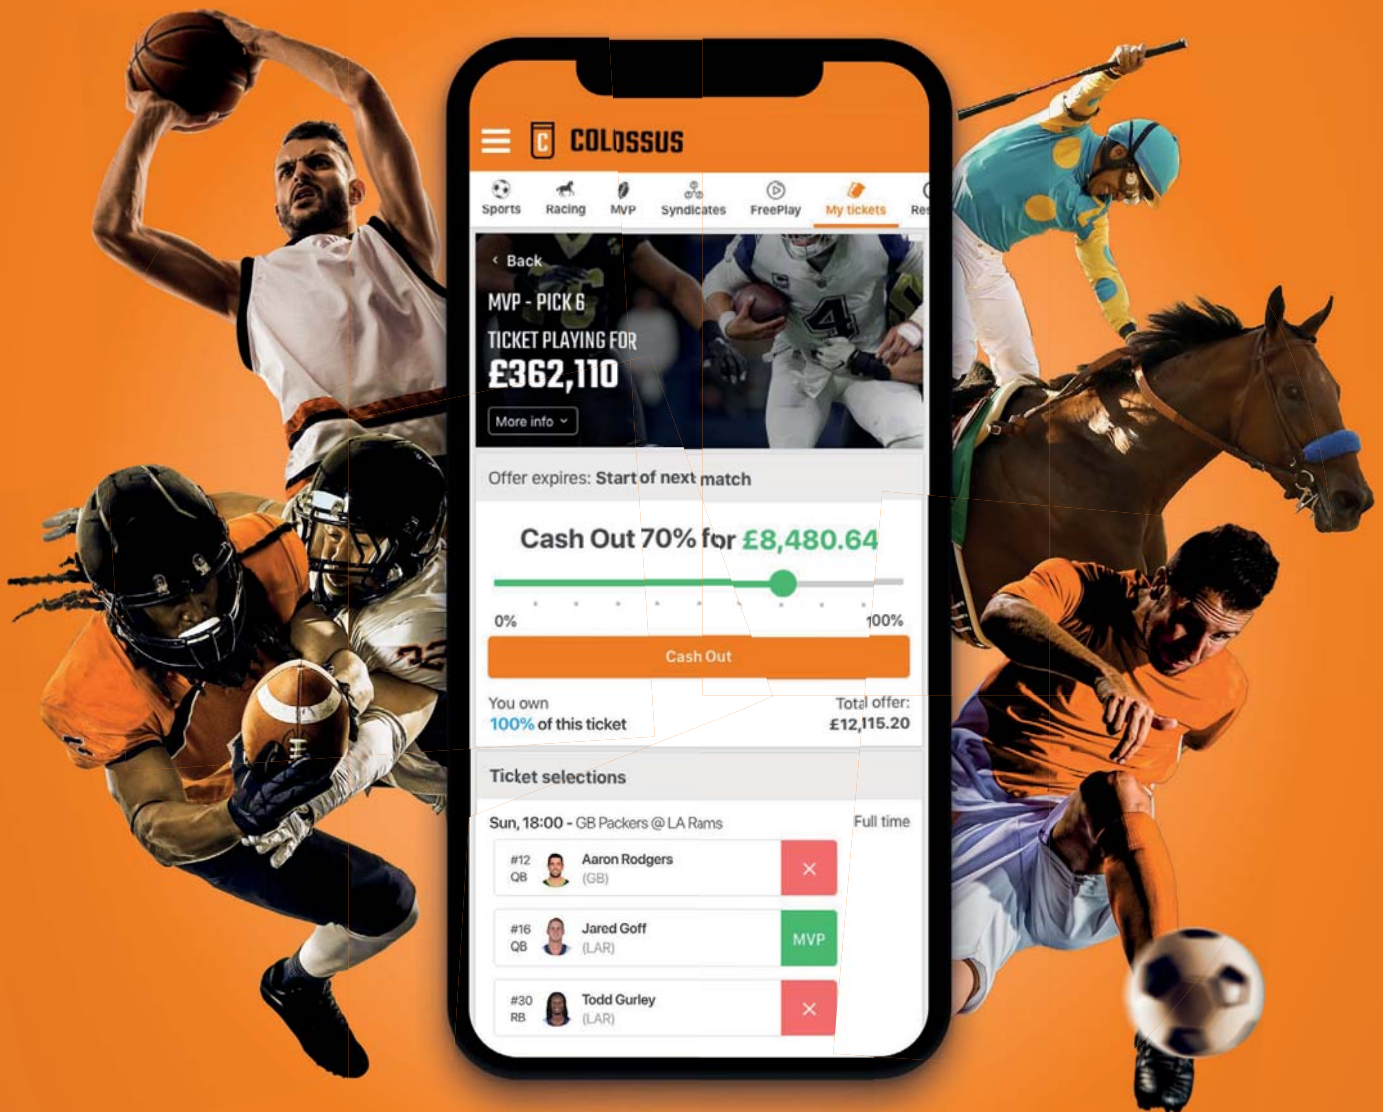 COLOSSUS
C
Sports
Racing
MVP
Syndicates
FreePlay
My tickets
Res
Back
MVP - PICK 6
TICKET PLAYING FOR
£362,110
More info
4
Offer expires: Start of next match
Cash Out 70% for £8,480.64
0%
100%
Cash Out
You own
100% of this ticket
Total offer:
£12,115.20
Ticket selections
Sun, 18:00 - GB Packers @ LA Rams
Full time
#12
QB
Aaron Rodgers
(GB)
#16
QB
Jared Goff
(LAR)
MVP
#30
RB
Todd Gurley
(LAR)